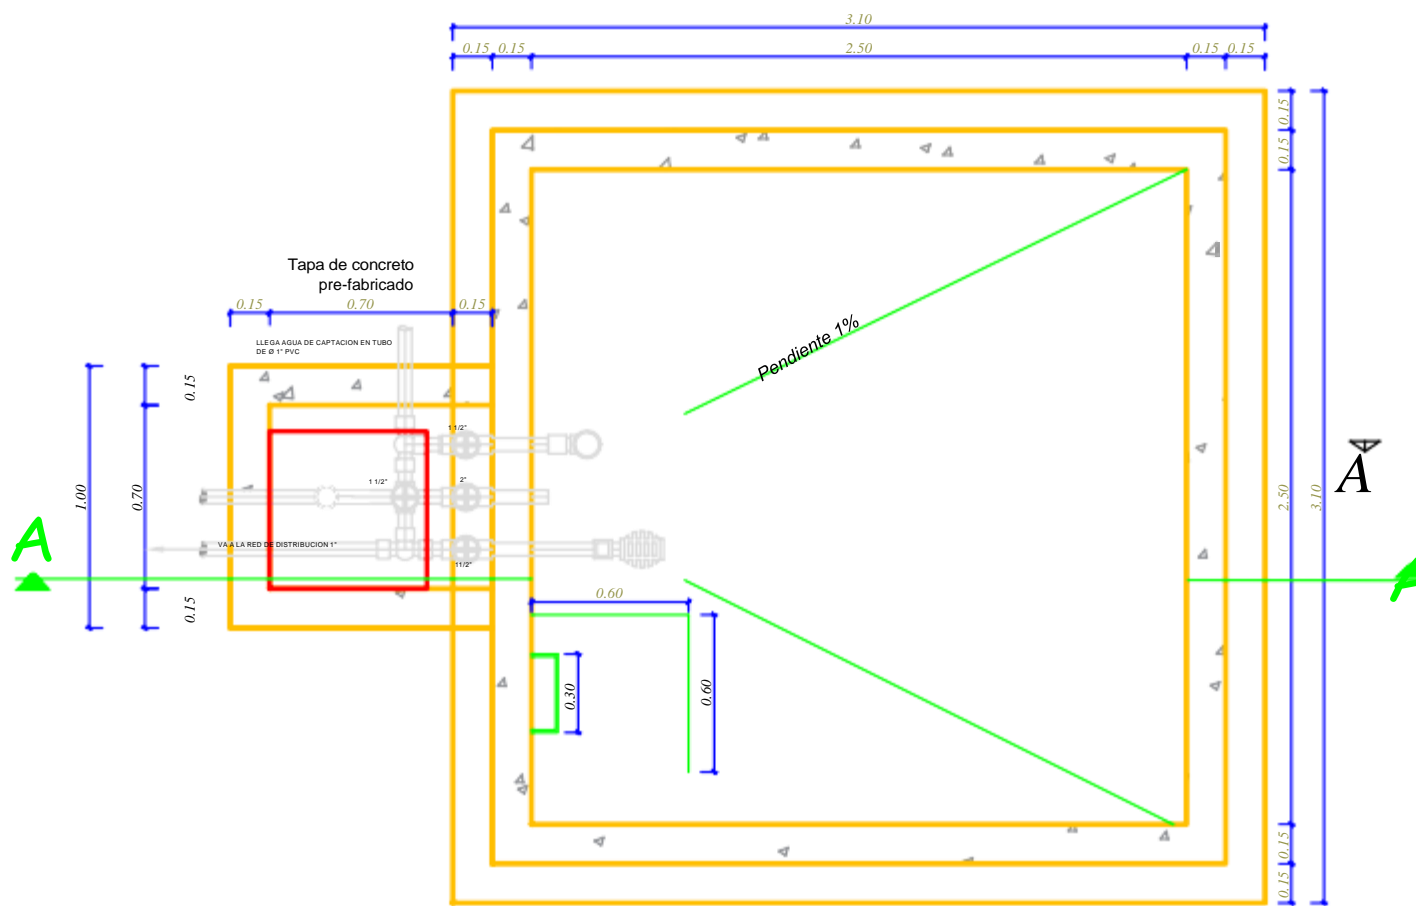 3.10
0.15 0.15 2.50 0.15 0.15
0.15
0.15
Tapa de concreto
pre-fabricado
0.15 0.70 0.15
LLEGA AGUA DE CAPTACION EN TUBO
DE Ø 1" PVC
Pendiente 1%
0.15
1 1/2"
1 1/2"
2"
1.00
0.70
2.50
3.10
A
A
VA A LA RED DE DISTRIBUCION 1"
11/2"
A
0.60
0.15
0.30
0.60
0.15
0.15